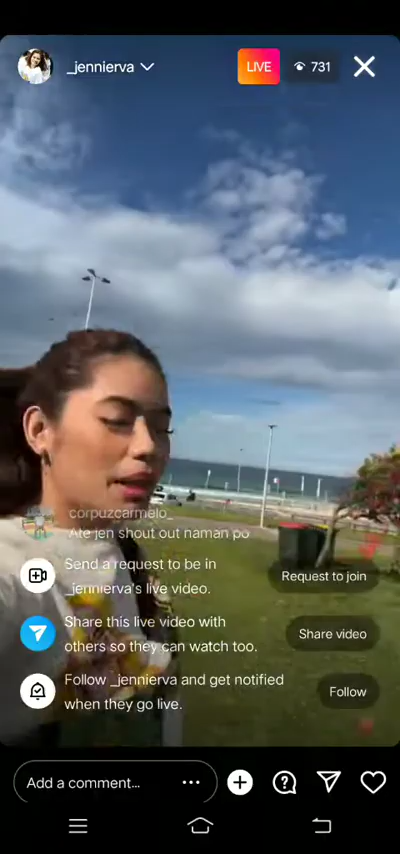 _jennierva
LIVE
731
corpuzcarmelo_
Ate jen shout out naman po
Send a request to be in
_jennierva's live video.
Request to join
Share this live video with
others so they can watch too.
Share video
Follow _jennierva and get notified
when they go live.
Follow
Add a comment...